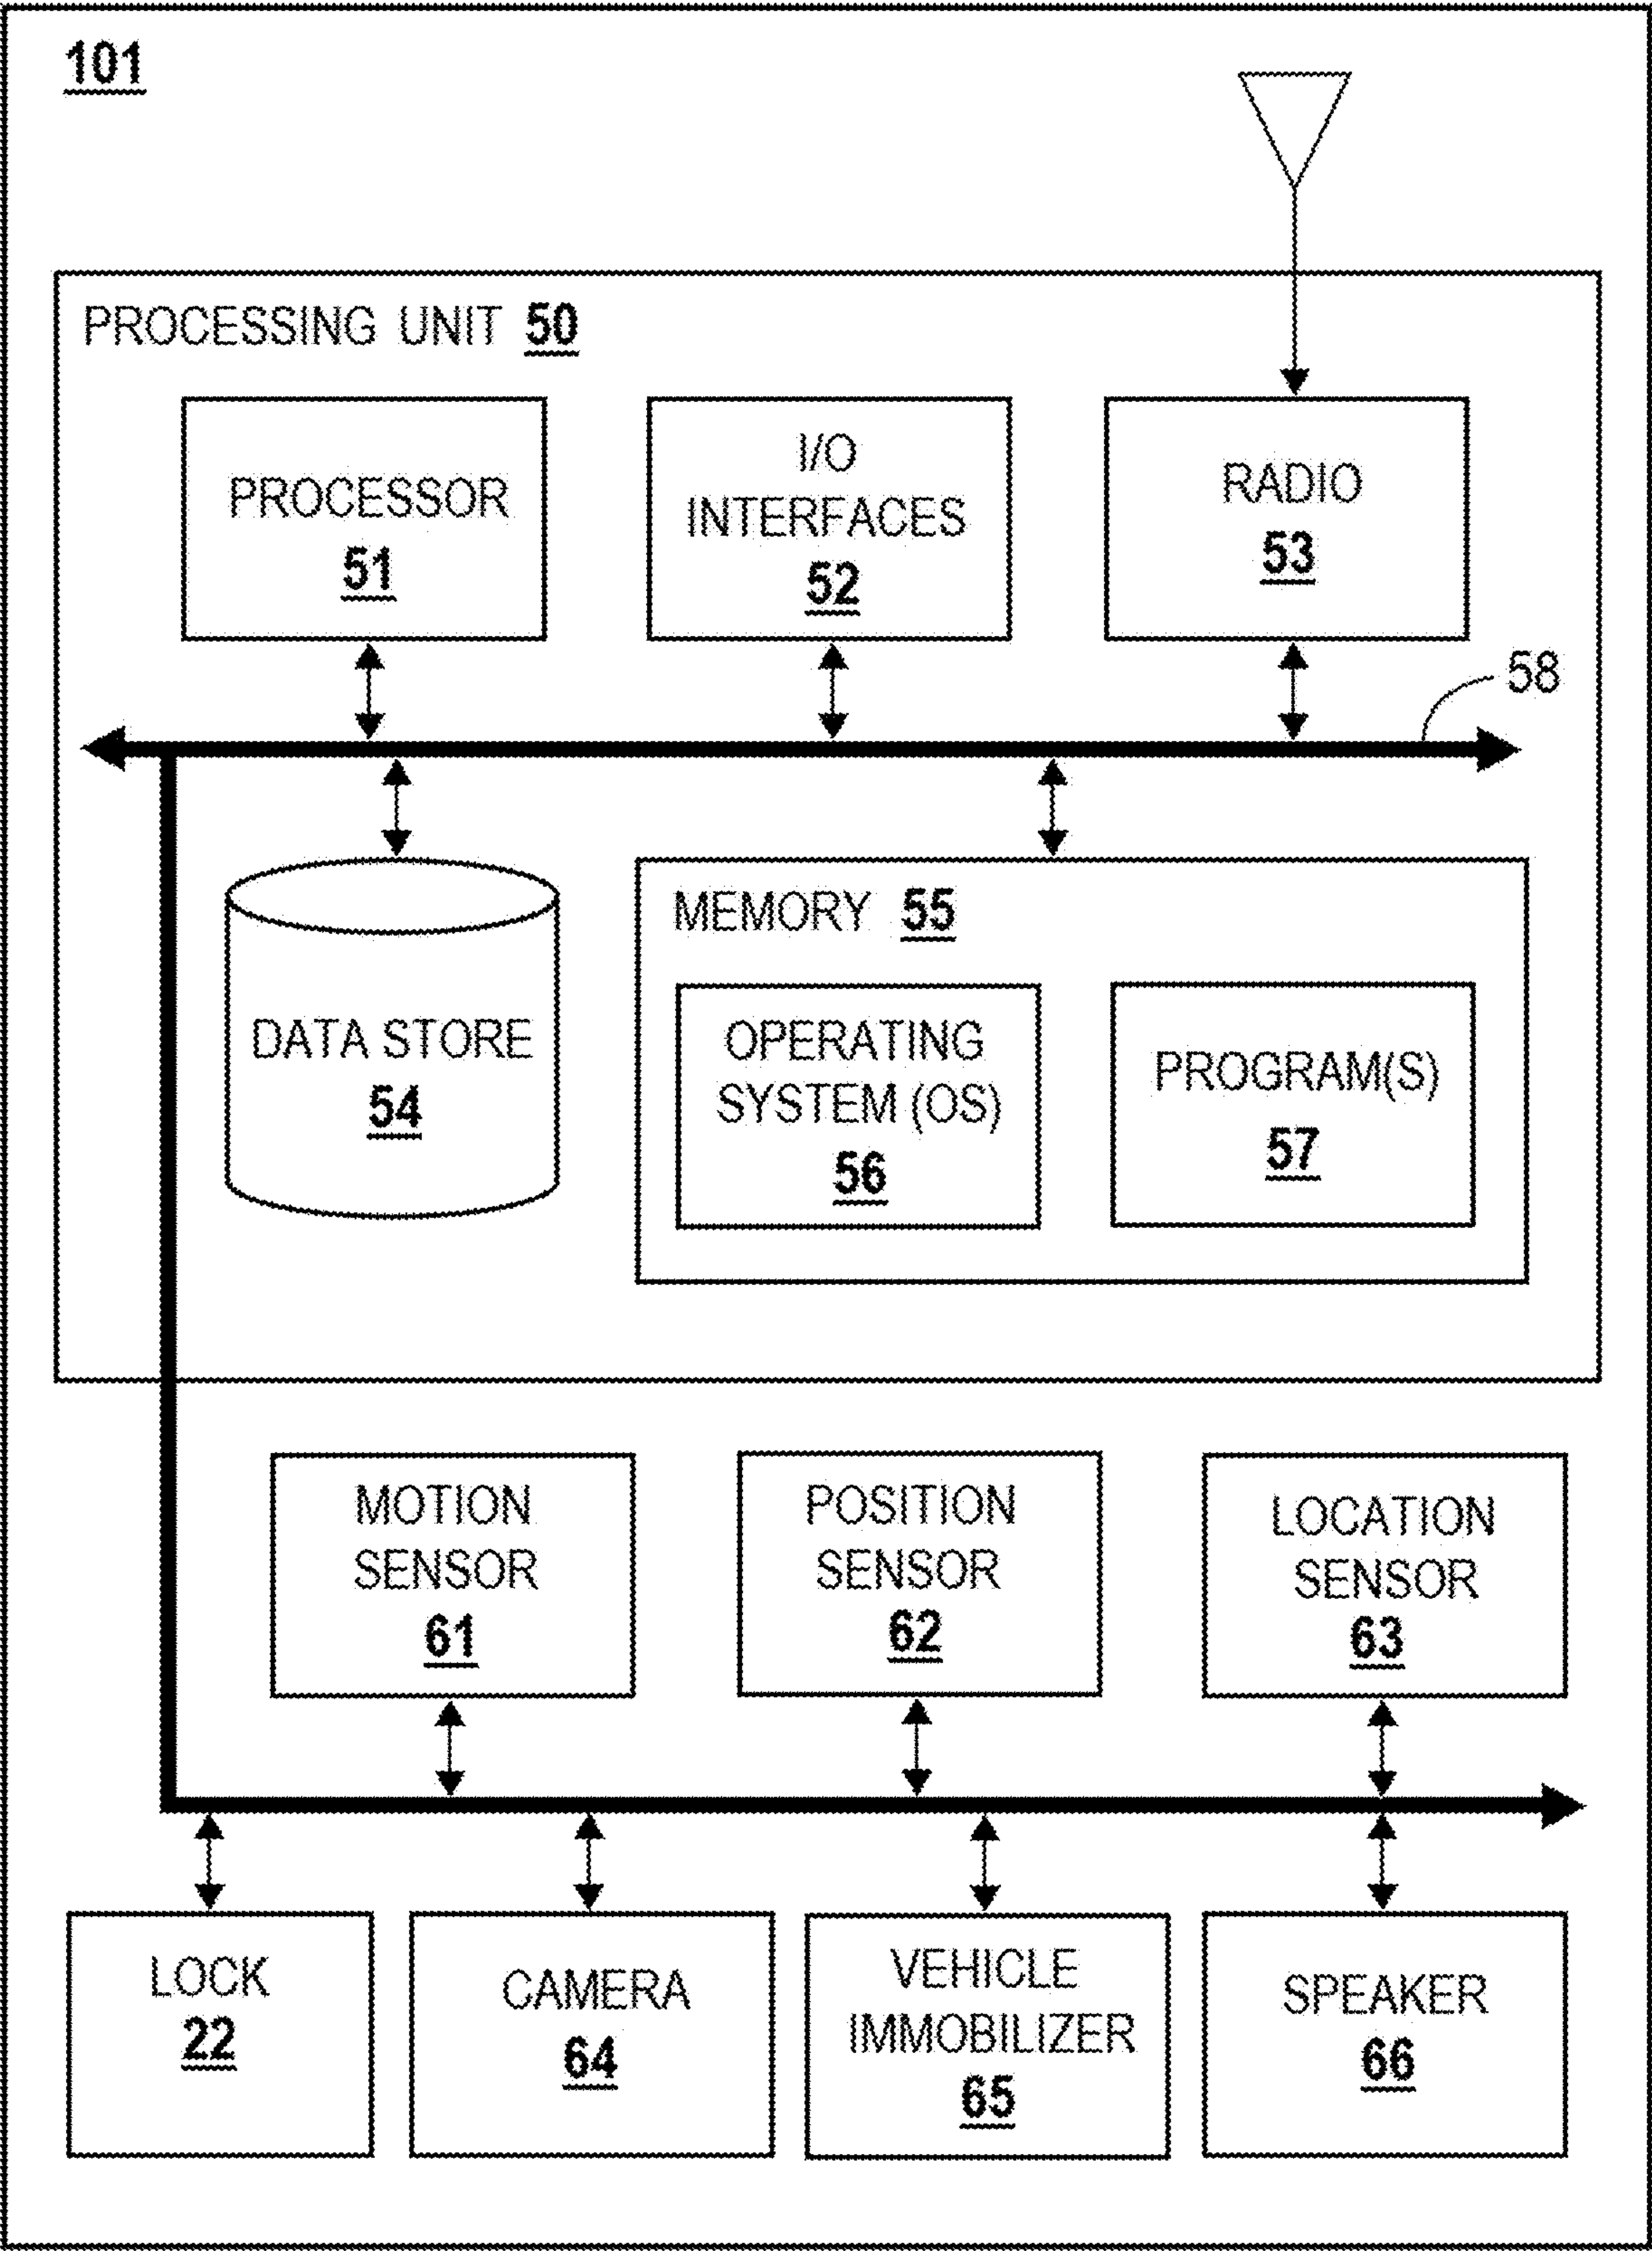 101
PROCESSING UNIT 50
PROCESSOR
51
I/O
INTERFACES
52
RADIO
53
58
DATA STORE
54
MEMORY 55
OPERATING
SYSTEM (OS)
56
PROGRAM(S)
57
MOTION
SENSOR
61
POSITION
SENSOR
62
LOCATION
SENSOR
63
LOCK
22
CAMERA
64
VEHICLE
IMMOBILIZER
65
SPEAKER
66